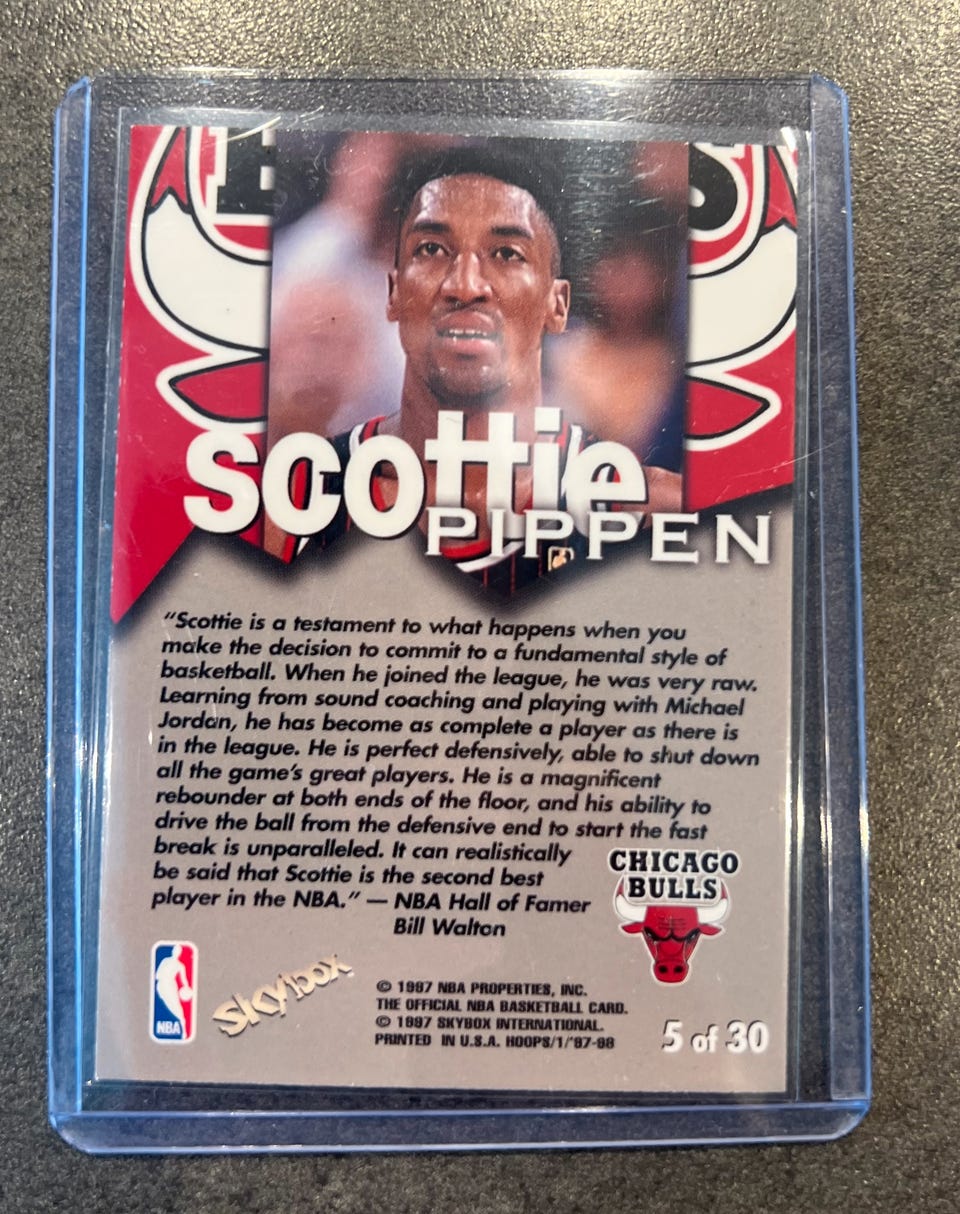 scottie
PIPPEN
"Scottie is a testament to what happens when you
make the decision to commit to a fundamental style of
basketball. When he joined the league, he was very raw.
Learning from sound coaching and playing with Michael
Jordan, he has become as complete a player as there is
in the league. He is perfect defensively, able to shut down
all the game's great players. He is a magnificent
rebounder at both ends of the floor, and his ability to
drive the ball from the defensive end to start the fast
break is unparalleled. It can realistically
be said that Scottie is the second best
player in the NBA." — NBA Hall of Famer
Bill Walton
CHICAGO
BULLS
NBA
skybox
© 1997 NBA PROPERTIES, INC.
THE OFFICIAL NBA BASKETBALL CARD.
© 1997 SKYBOX INTERNATIONAL.
PRINTED IN U.S.A. HOOPS/1/'97-98
5 of 30